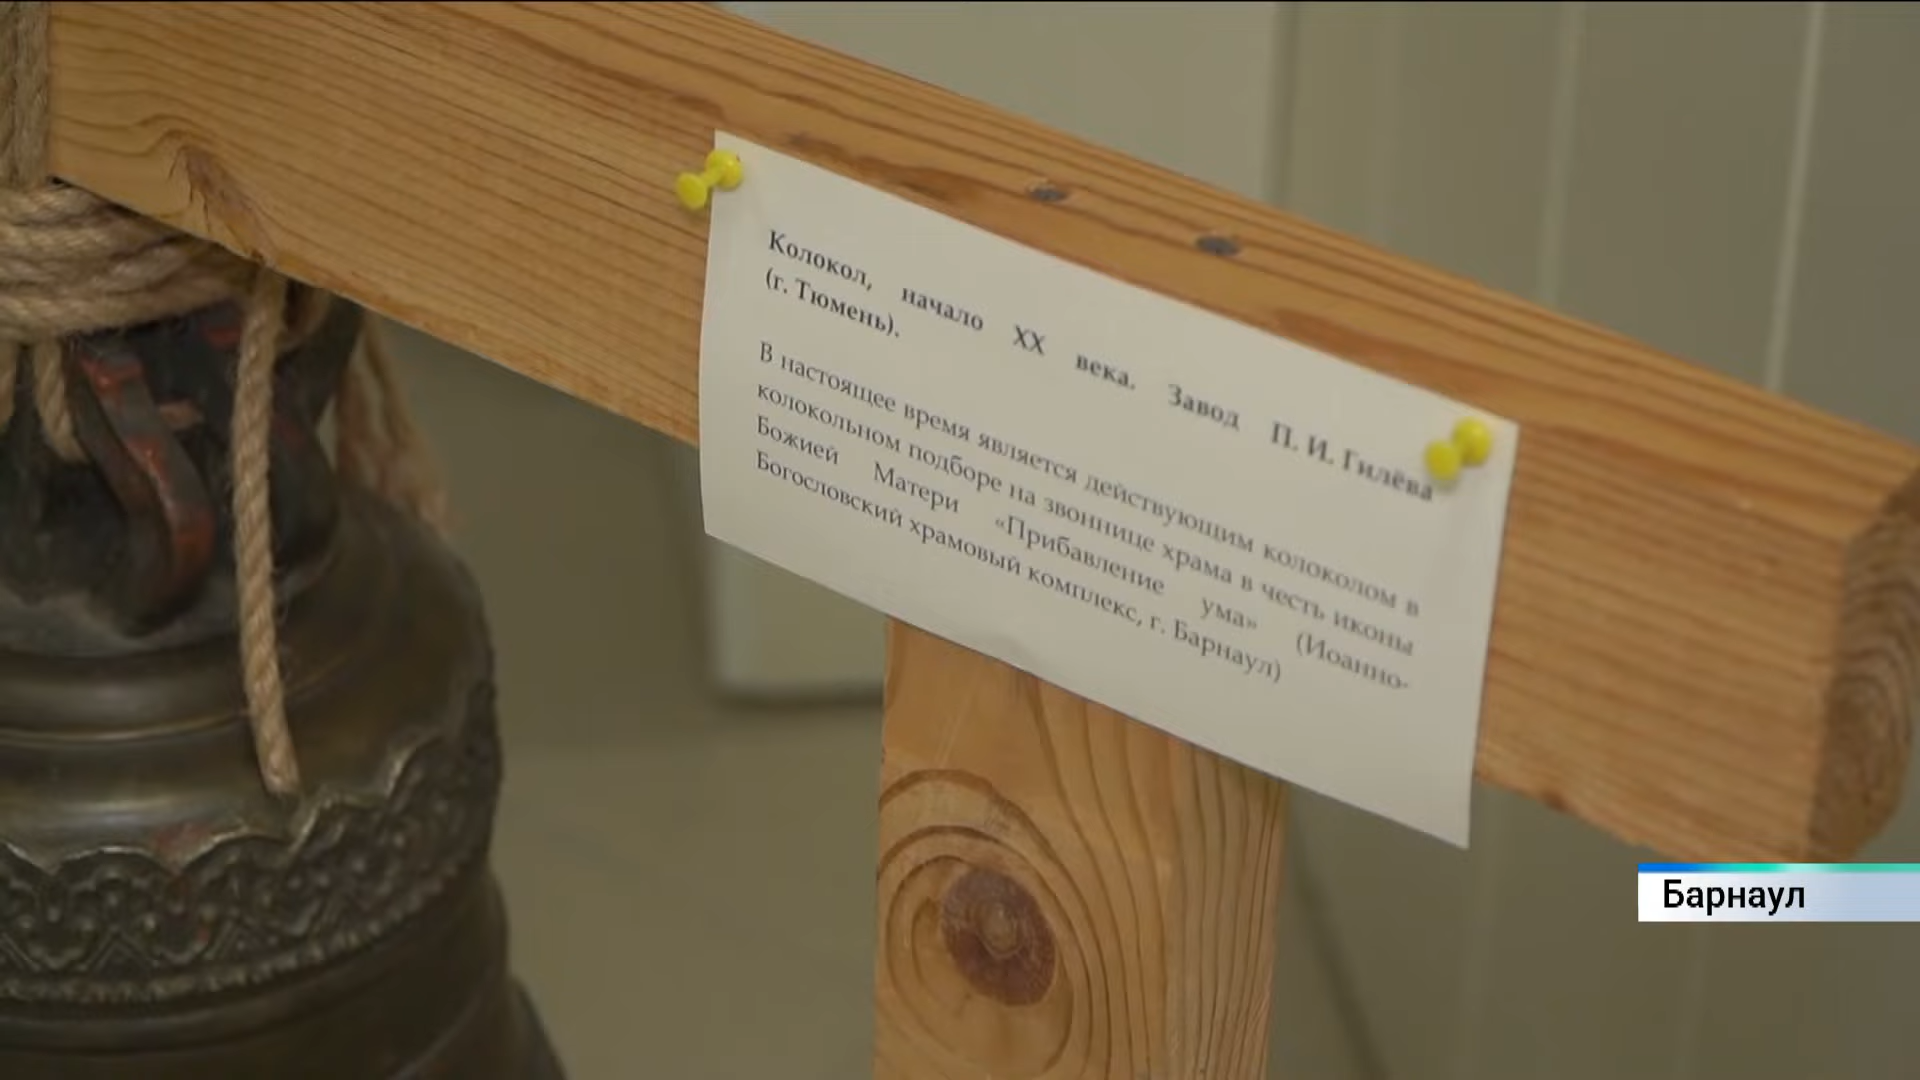 Колокол, начало XX века. Завод П. И. Гилёва
(г. Тюмень).
В настоящее время является действующим колоколом в
колокольном подборе на звоннице храма в честь иконы
Божией Матери «Прибавление ума» (Иоанно-
Богословский храмовый комплекс, г. Барнаул)
Барнаул